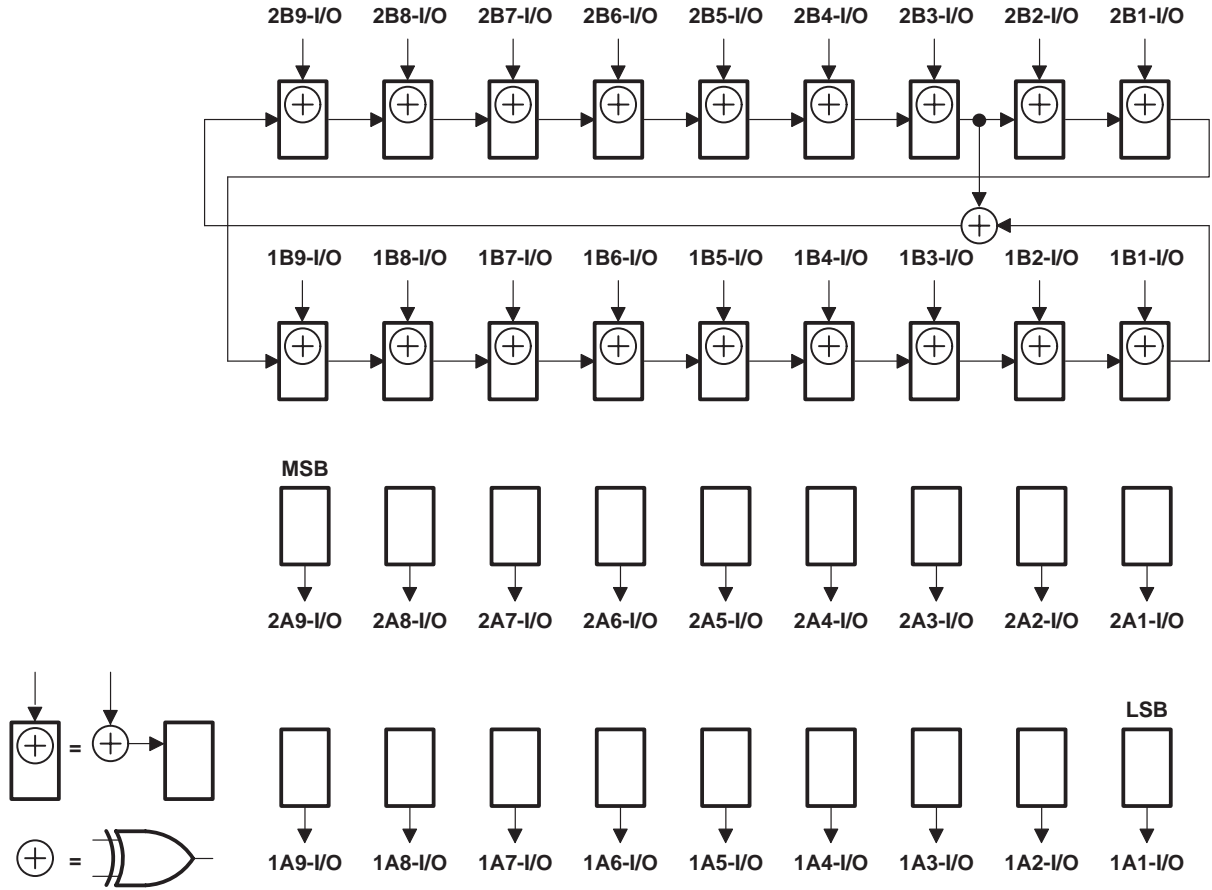 2B9-I/O 2B8-I/O 2B7-I/O 2B6-I/O 2B5-I/O 2B4-I/O 2B3-I/O 2B2-I/O 2B1-I/O
1B9-I/O 1B8-I/O 1B7-I/O 1B6-I/O 1B5-I/O 1B4-I/O 1B3-I/O 1B2-I/O 1B1-I/O
MSB
2A9-I/O 2A8-I/O 2A7-I/O 2A6-I/O 2A5-I/O 2A4-I/O 2A3-I/O 2A2-I/O 2A1-I/O
LSB
=
=
1A9-I/O 1A8-I/O 1A7-I/O 1A6-I/O 1A5-I/O 1A4-I/O 1A3-I/O 1A2-I/O 1A1-I/O